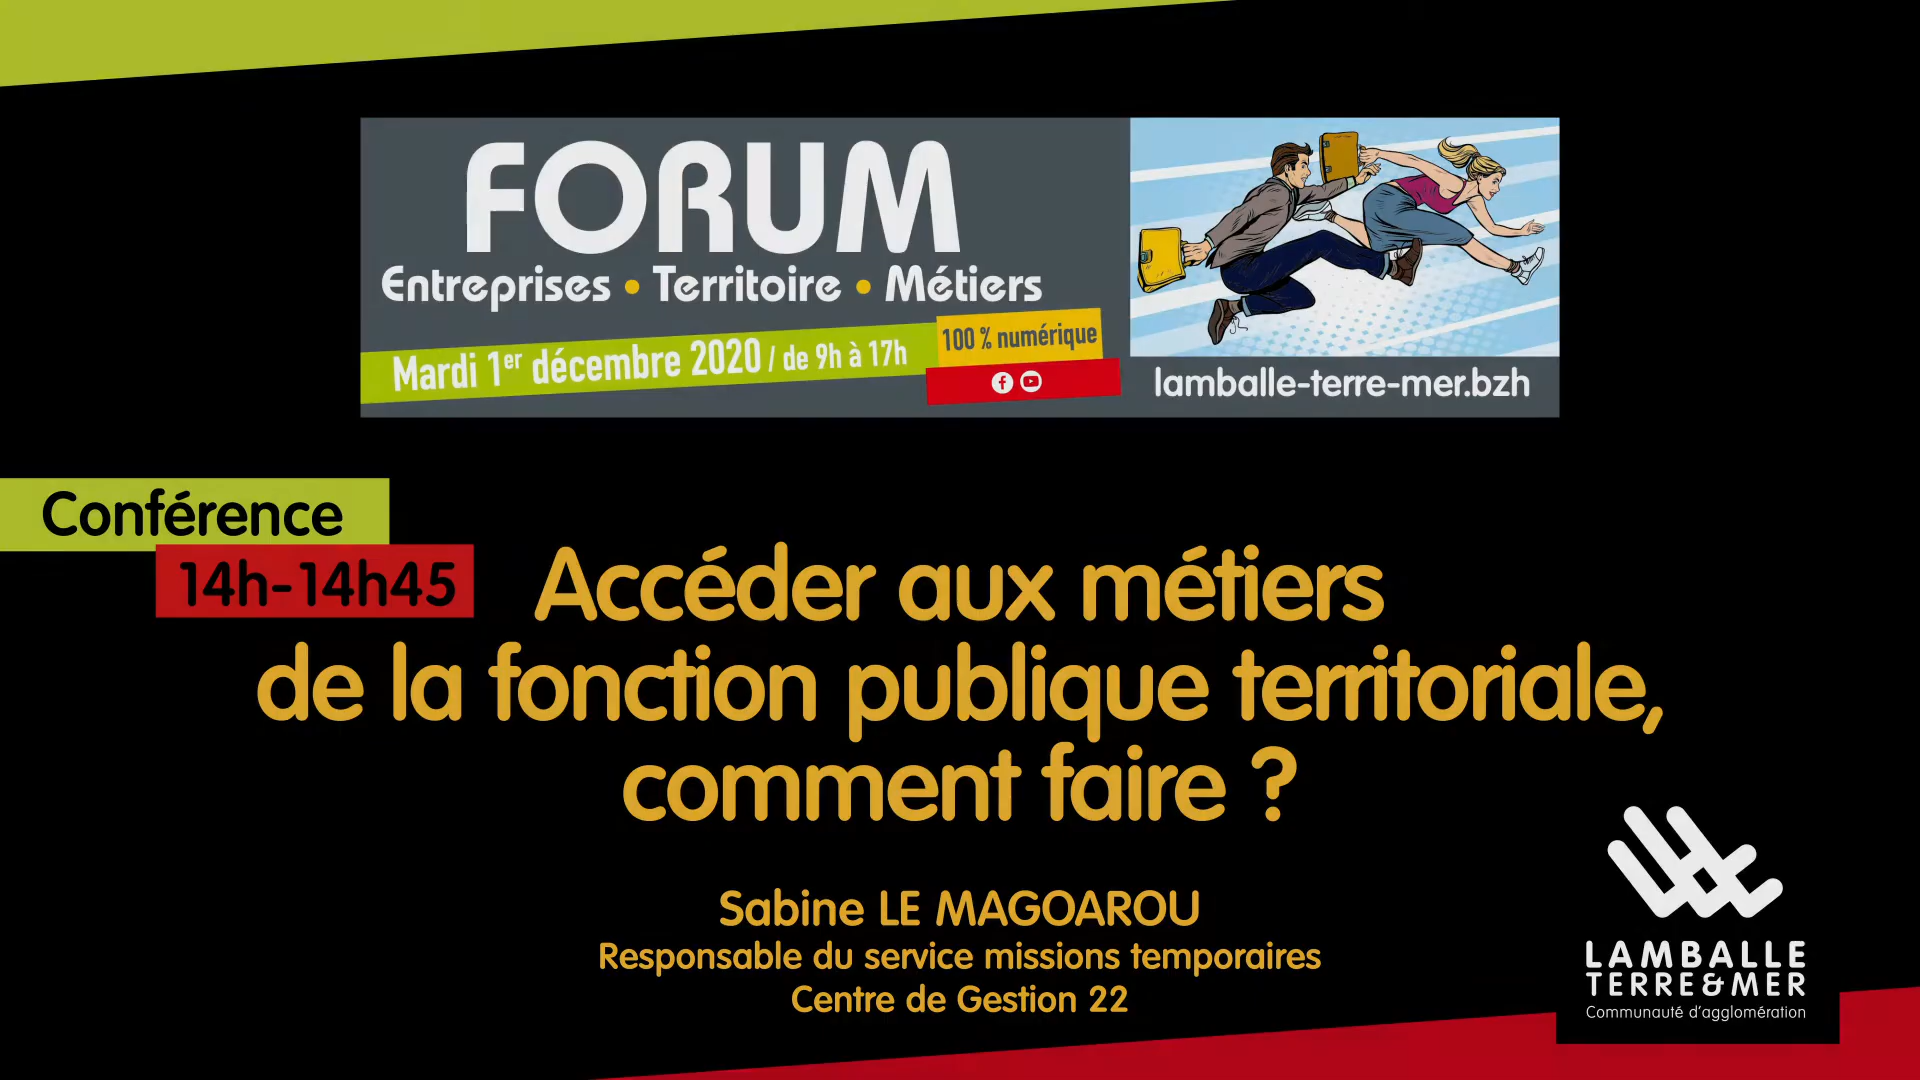 FORUM
Entreprises • Territoire • Métiers
Mardi 1er décembre 2020 / de 9h à 17h
100 % numérique
lamballe-terre-mer.bzh
Conférence
14h-14h45
Accéder aux métiers
de la fonction publique territoriale,
comment faire ?
Sabine LE MAGOAROU
Responsable du service missions temporaires
Centre de Gestion 22
LAMBALLE
TERRE&MER
Communauté d'agglomération